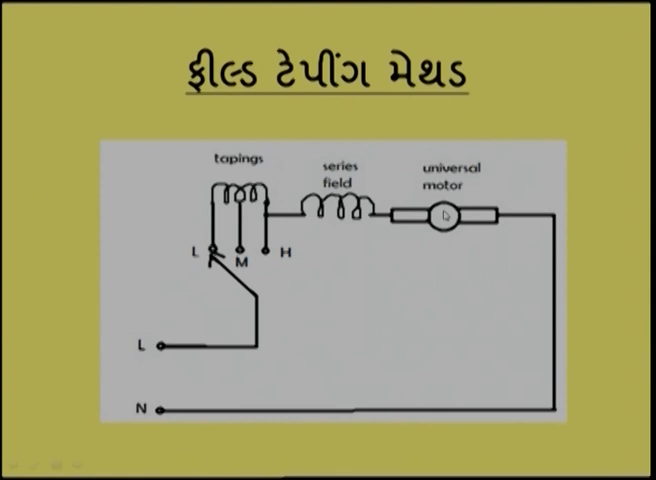 ફીલ્ડ ટેપીંગ મેથડ
tapings
series
field
universal
motor
L
M
H
L
N